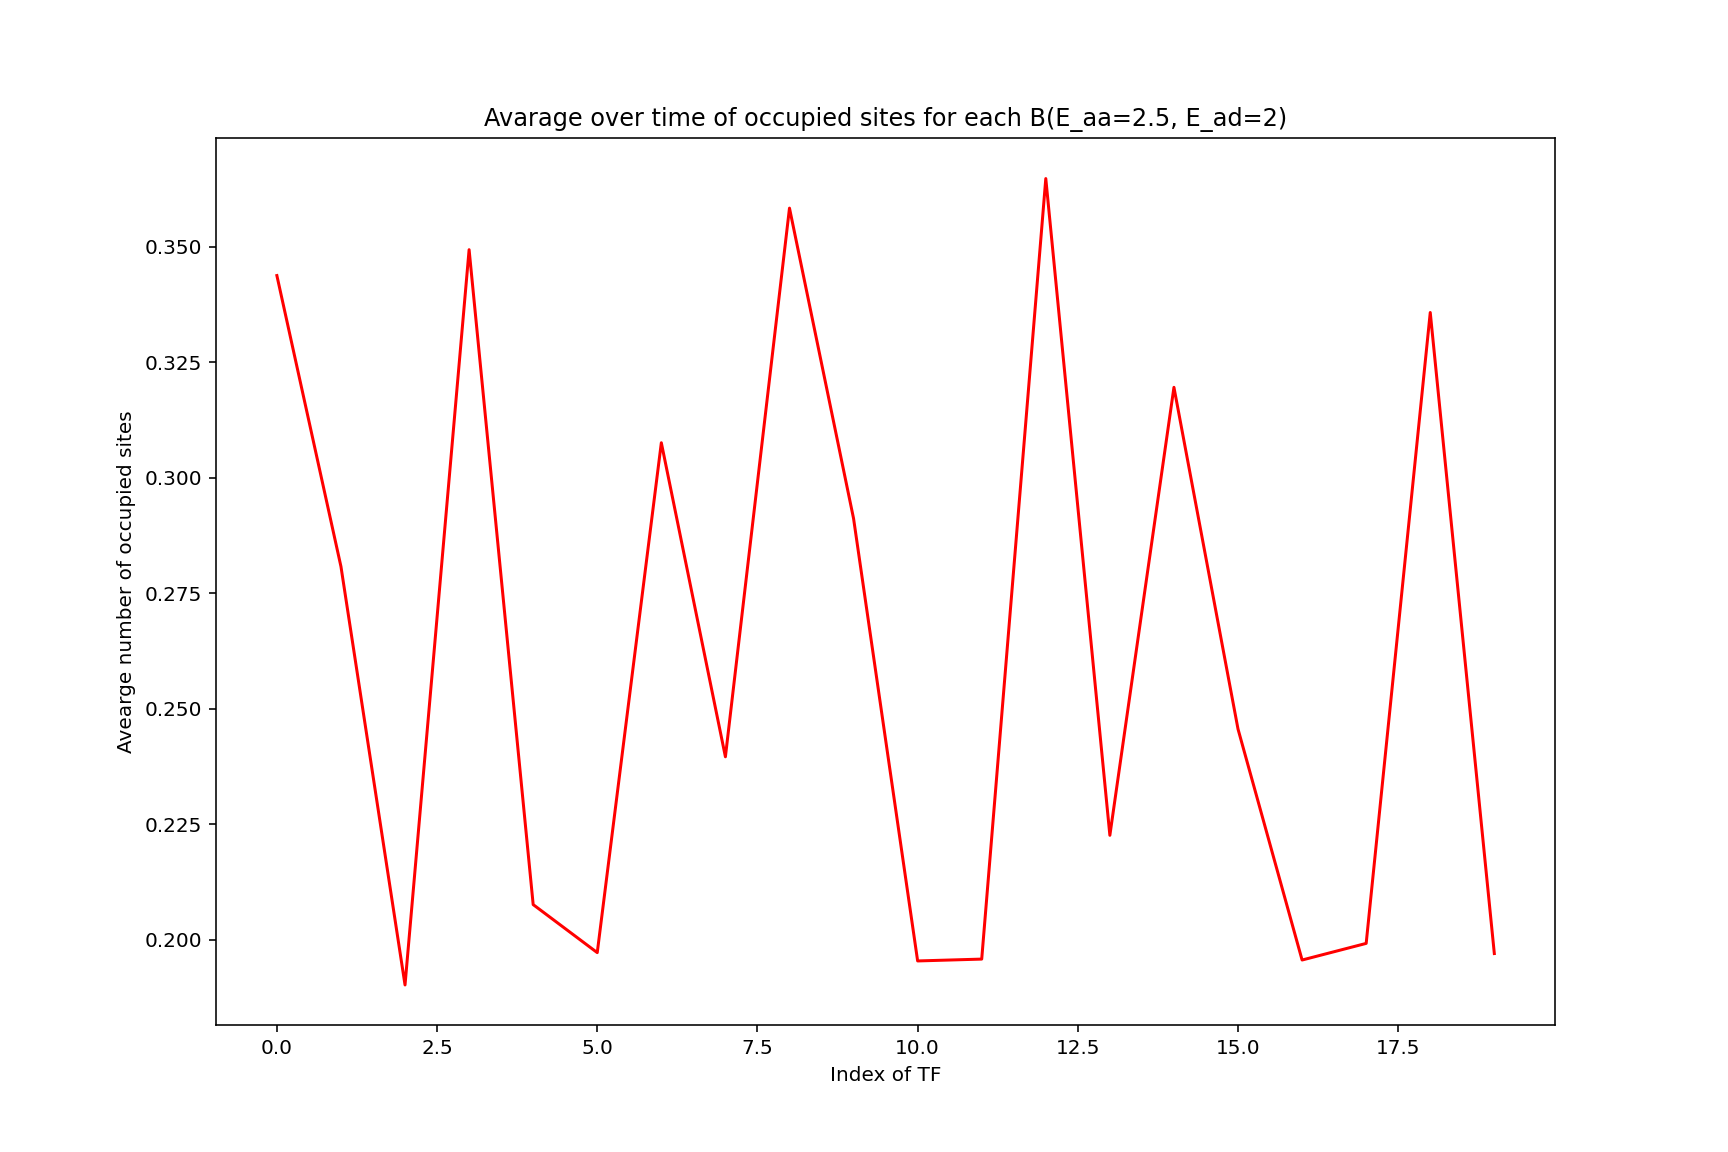 Avarage over time of occupied sites for each B(E_aa=2.5, E_ad=2)
Avearge number of occupied sites
0.350
0.325
0.300
0.275
0.250
0.225
0.200
0.0 2.5 5.0 7.5 10.0 12.5 15.0 17.5
Index of TF